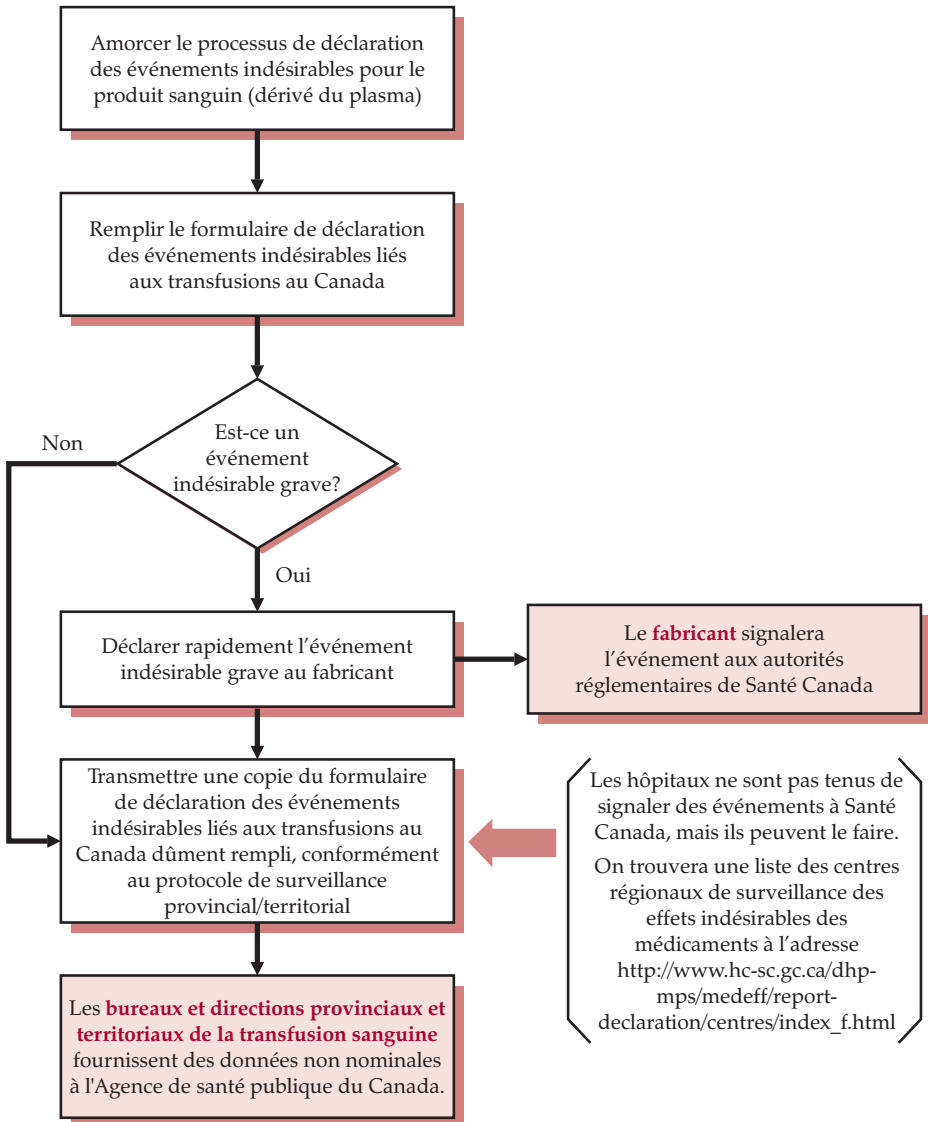 Amorcer le processus de déclaration
des événements indésirables pour le
produit sanguin (dérivé du plasma)
Remplir le formulaire de déclaration
des événements indésirables liés
aux transfusions au Canada
Est-ce un
événement
indésirable grave?
Non
Oui
Déclarer rapidement l'événement
indésirable grave au fabricant
Le fabricant signalera
l'événement aux autorités
réglementaires de Santé Canada
Transmettre une copie du formulaire
de déclaration des événements
indésirables liés aux transfusions au
Canada dûment rempli, conformément
au protocole de surveillance
provincial/territorial
Les hôpitaux ne sont pas tenus de
signaler des événements à Santé
Canada, mais ils peuvent le faire.
On trouvera une liste des centres
régionaux de surveillance des
effets indésirables des
médicaments à l'adresse
http://www.hc-sc.gc.ca/dhp-
mps/medeff/report-
declaration/centres/index_f.html
Les bureaux et directions provinciaux et
territoriaux de la transfusion sanguine
fournissent des données non nominales
à l'Agence de santé publique du Canada.